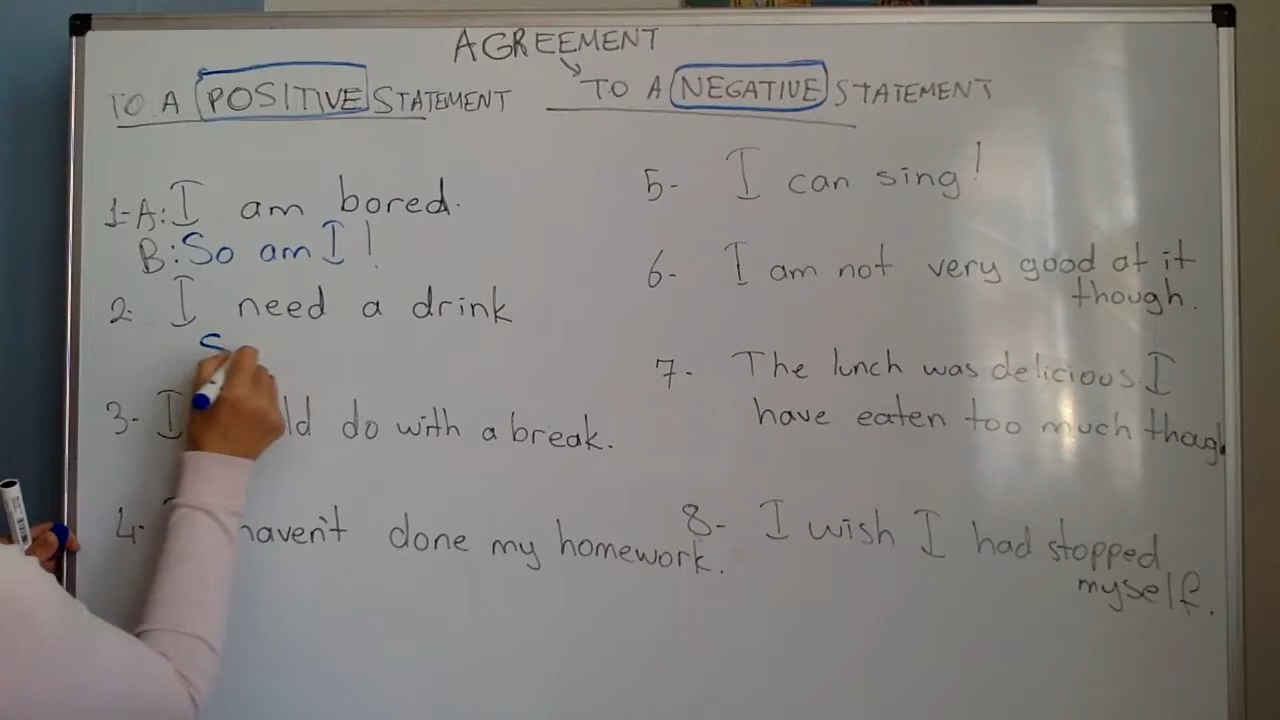 AGREEMENT
TO A POSITIVE STATEMENT
TO A NEGATIVE STATEMENT
1-A: I am bored.
B: So am I!
2- I need a drink
S
3- I ld do with a break.
4- I haven't done my homework.
5- I can sing!
6- I am not very good at it
though.
7- The lunch was delicious. I
have eaten too much though
8- I wish I had stopped
myself.